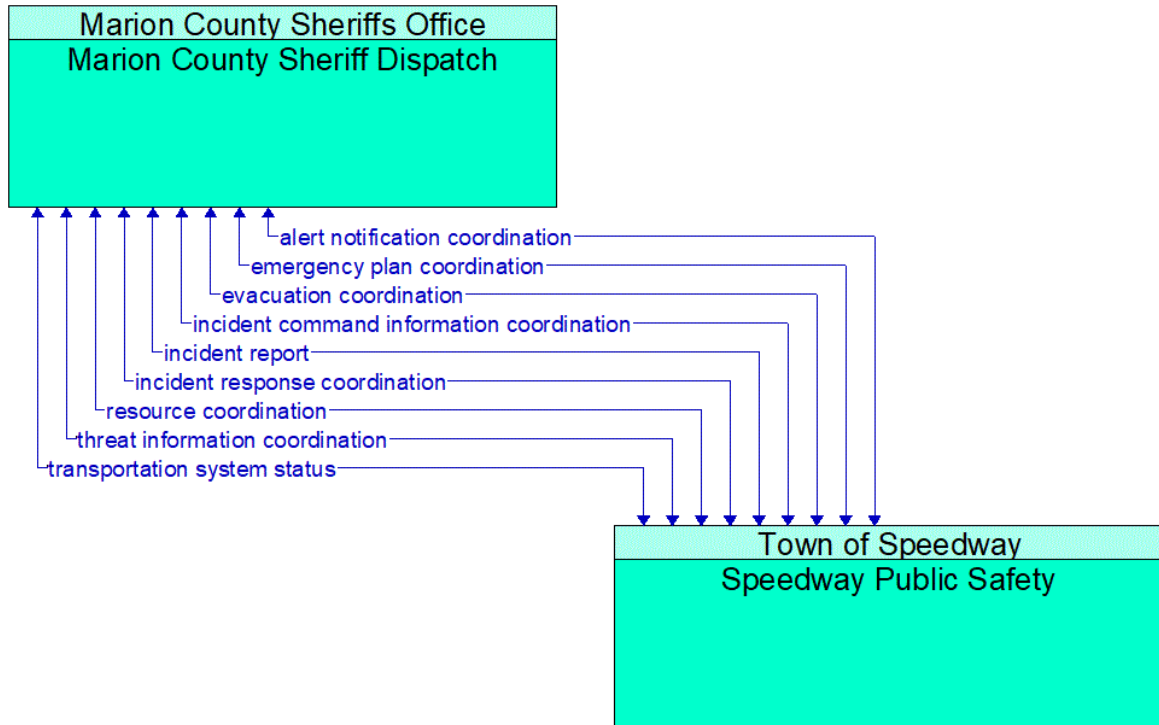 Marion County Sheriffs Office
Marion County Sheriff Dispatch
alert notification coordination
emergency plan coordination
evacuation coordination
incident command information coordination
incident report
incident response coordination
resource coordination
threat information coordination
transportation system status
Town of Speedway
Speedway Public Safety